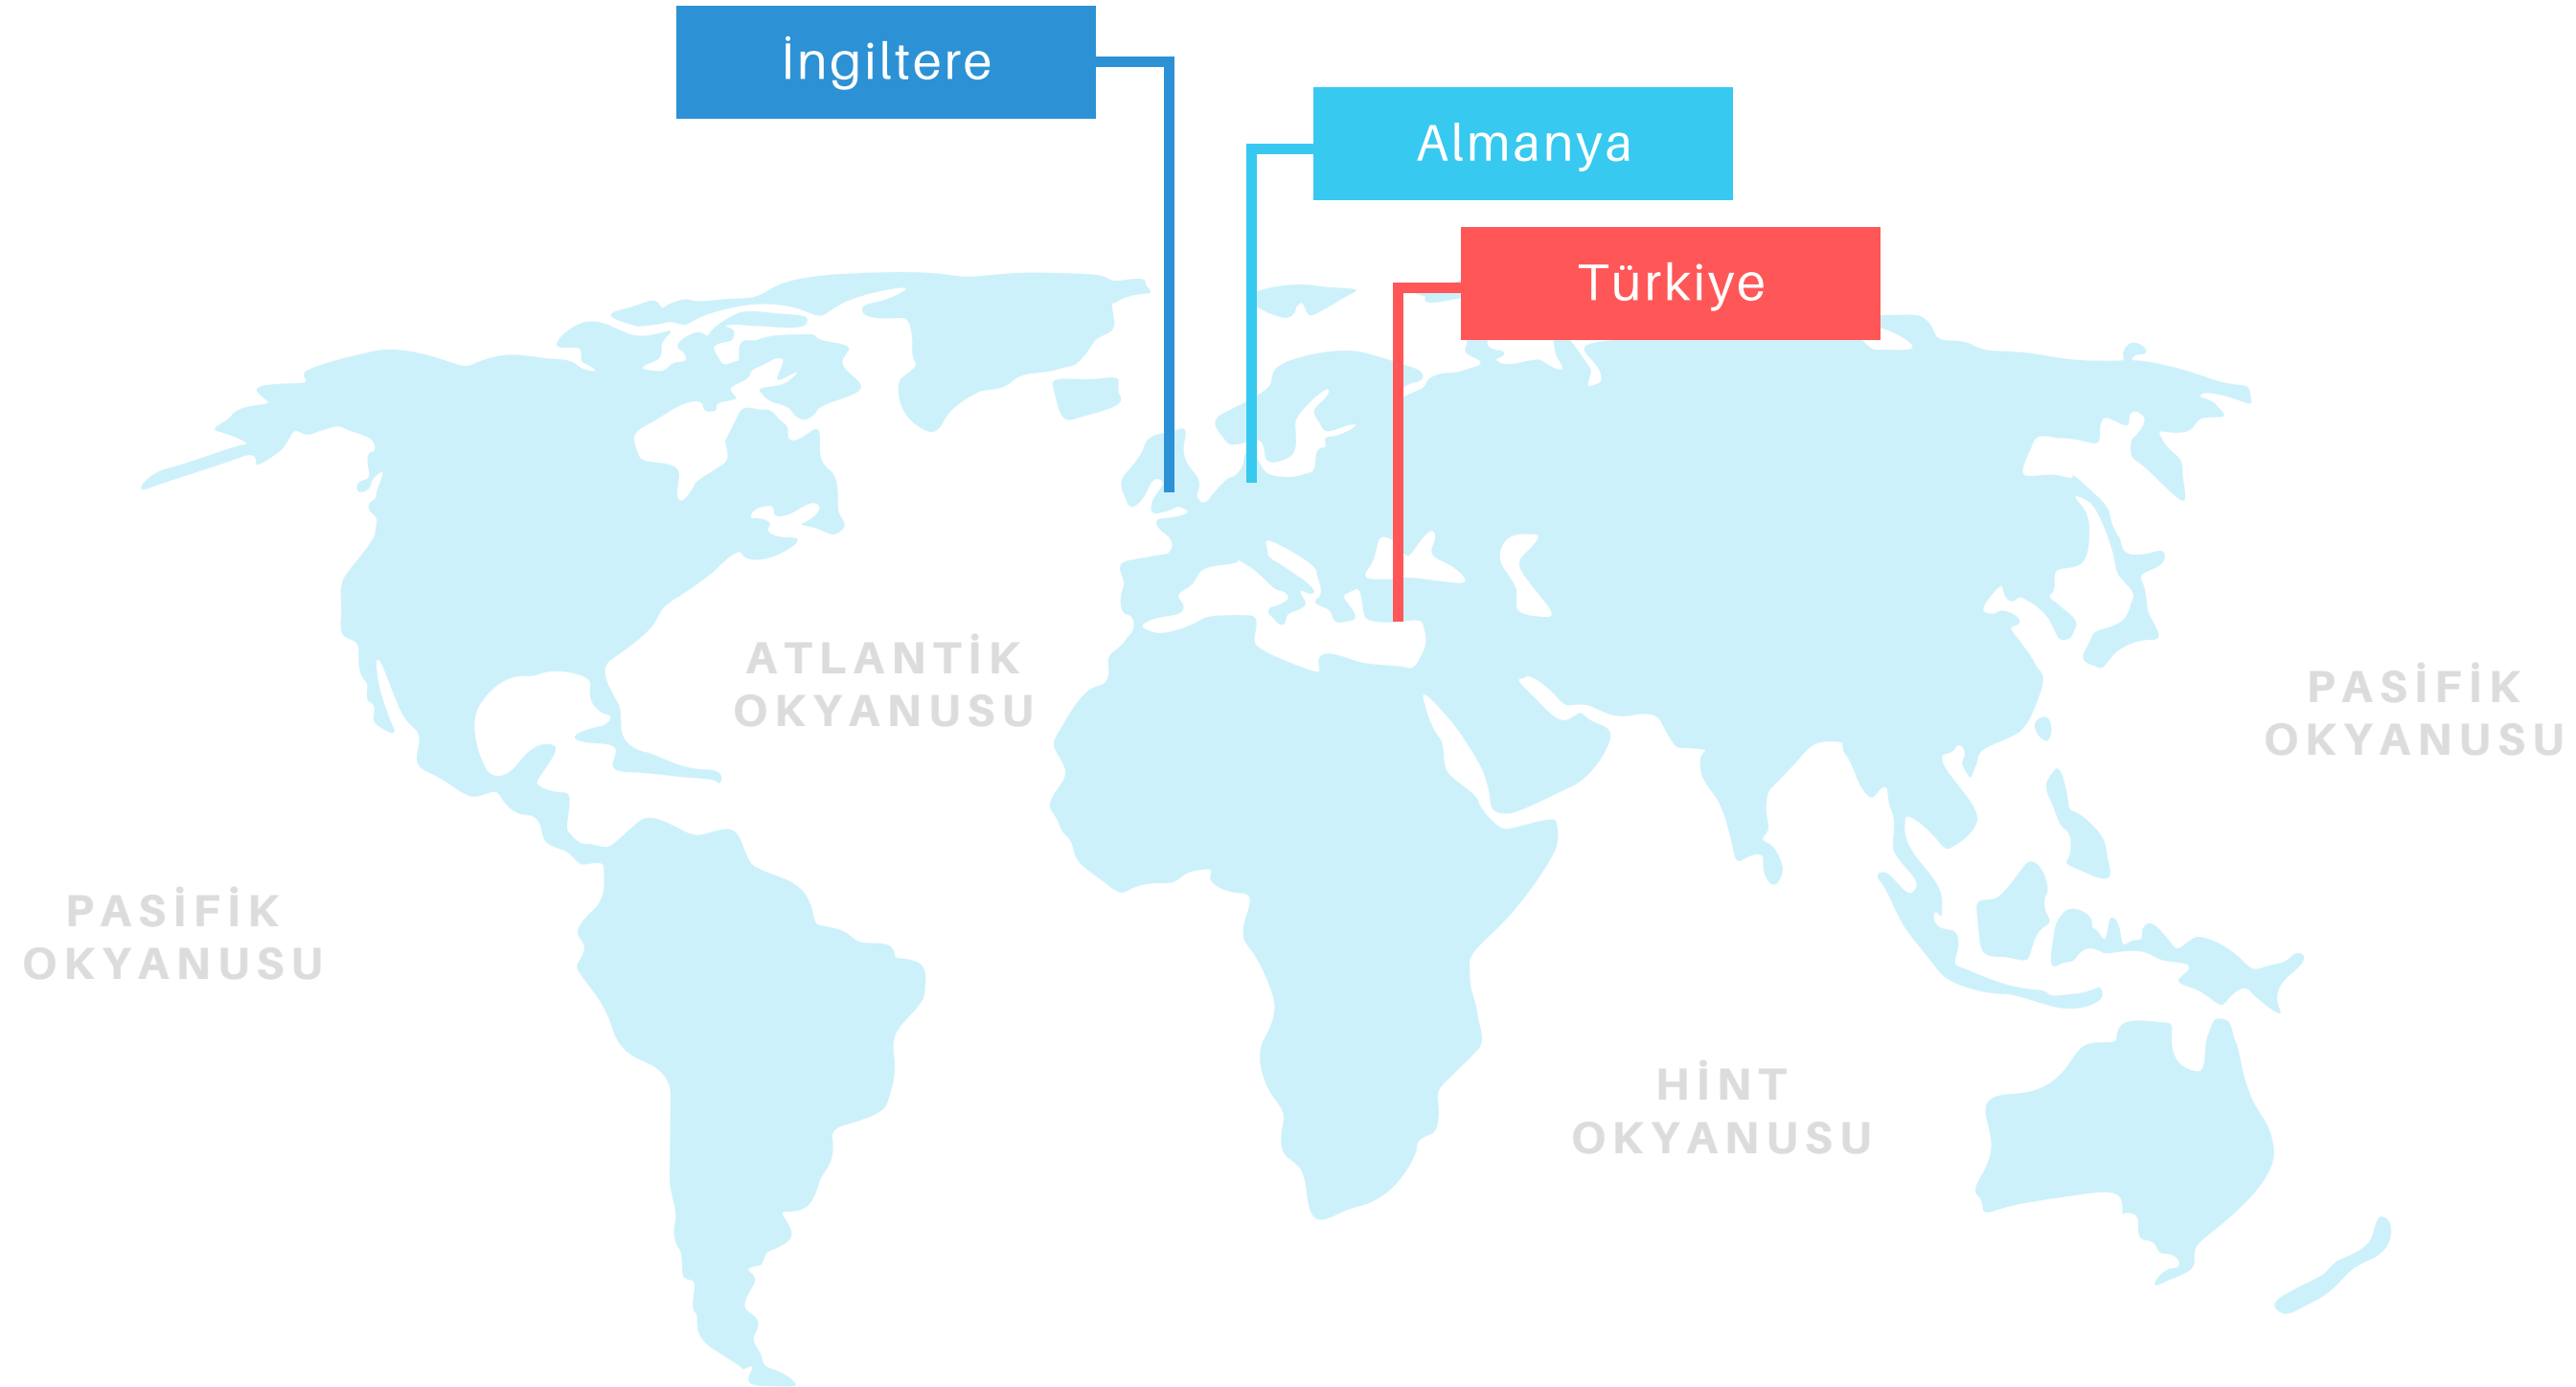 İngiltere
Almanya
Türkiye
ATLANTİK
OKYANUSU
PASİFİK
OKYANUSU
PASİFİK
OKYANUSU
HİNT
OKYANUSU